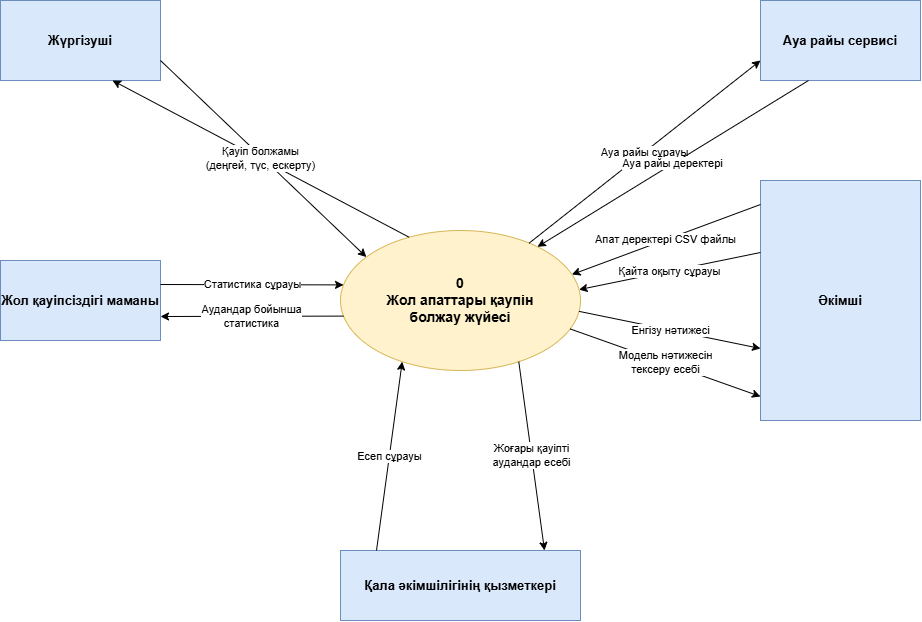 Жүргізуші
Ауа райы сервисі
Қауіп болжамы
(деңгей, түс, ескерту)
Ауа райы сұрауы
Ауа райы деректері
Апат деректері CSV файлы
Қайта оқыту сұрауы
Жол қауіпсіздігі маманы
Статистика сұрауы
Аудандар бойынша
статистика
0
Жол апаттары қаупін
болжау жүйесі
Әкімші
Енгізу нәтижесі
Модель нәтижесін
тексеру есебі
Есеп сұрауы
Жоғары қауіпті
аудандар есебі
Қала әкімшілігінің қызметкері